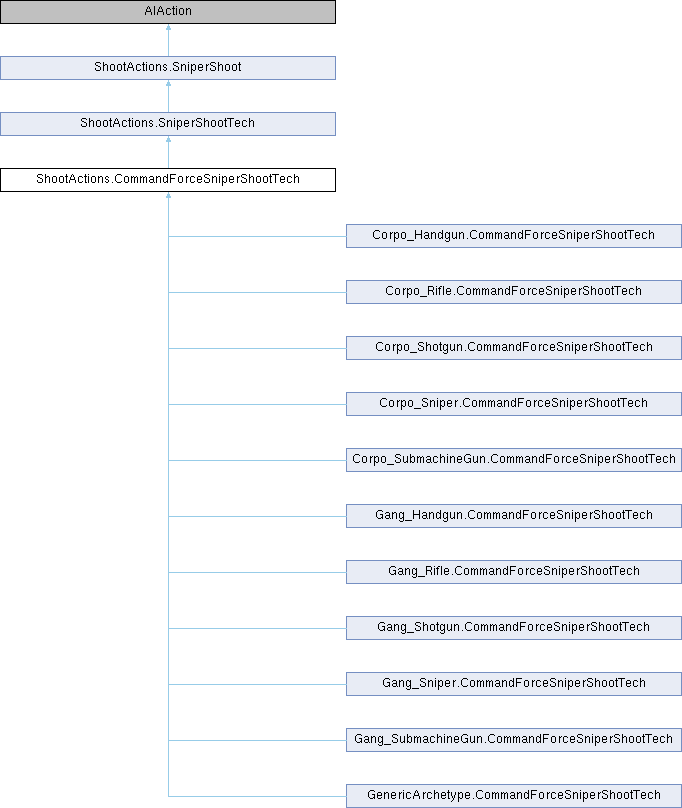 AIAction
ShootActions.SniperShoot
ShootActions.SniperShootTech
ShootActions.CommandForceSniperShootTech
Corpo_Handgun.CommandForceSniperShootTech
Corpo_Rifle.CommandForceSniperShootTech
Corpo_Shotgun.CommandForceSniperShootTech
Corpo_Sniper.CommandForceSniperShootTech
Corpo_SubmachineGun.CommandForceSniperShootTech
Gang_Handgun.CommandForceSniperShootTech
Gang_Rifle.CommandForceSniperShootTech
Gang_Shotgun.CommandForceSniperShootTech
Gang_Sniper.CommandForceSniperShootTech
Gang_SubmachineGun.CommandForceSniperShootTech
GenericArchetype.CommandForceSniperShootTech